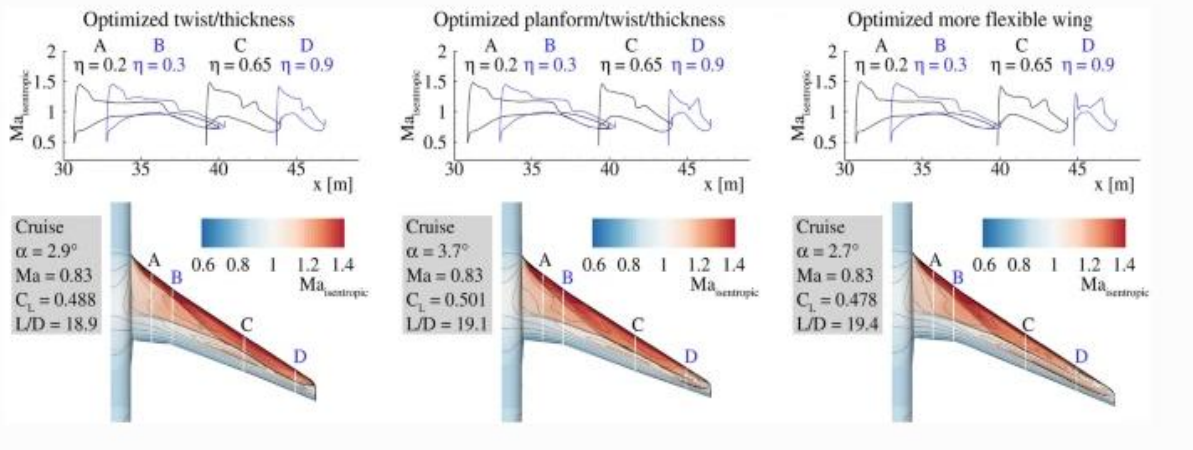 Optimized twist/thickness
A B C D
η = 0.2 η = 0.3 η = 0.65 η = 0.9
Ma_isentropic
2
1.5
1
0.5
30 35 40 45
x [m]
Cruise
α = 2.9°
Ma = 0.83
C_L = 0.488
L/D = 18.9
0.6 0.8 1 1.2 1.4
Ma_isentropic
A
B
C
D
Optimized planform/twist/thickness
A B C D
η = 0.2 η = 0.3 η = 0.65 η = 0.9
Ma_isentropic
2
1.5
1
0.5
30 35 40 45
x [m]
Cruise
α = 3.7°
Ma = 0.83
C_L = 0.501
L/D = 19.1
0.6 0.8 1 1.2 1.4
Ma_isentropic
A
B
C
D
Optimized more flexible wing
A B C D
η = 0.2 η = 0.3 η = 0.65 η = 0.9
Ma_isentropic
2
1.5
1
0.5
30 35 40 45
x [m]
Cruise
α = 2.7°
Ma = 0.83
C_L = 0.478
L/D = 19.4
0.6 0.8 1 1.2 1.4
Ma_isentropic
A
B
C
D